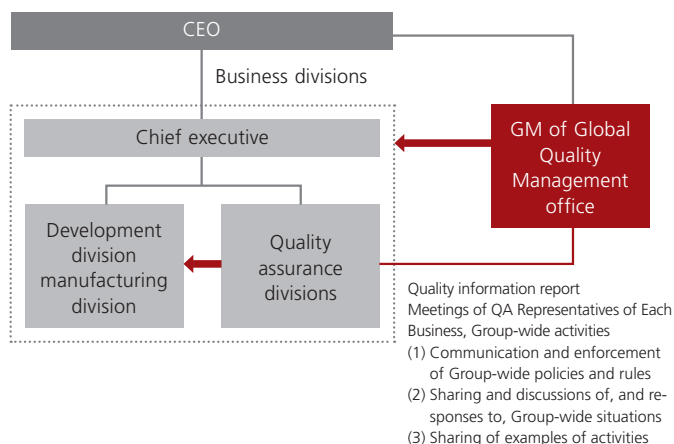 CEO
Business divisions
Chief executive
GM of Global
Quality
Management
office
Development
division
manufacturing
division
Quality
assurance
divisions
Quality information report
Meetings of QA Representatives of Each
Business, Group-wide activities
(1) Communication and enforcement
of Group-wide policies and rules
(2) Sharing and discussions of, and re-
sponses to, Group-wide situations
(3) Sharing of examples of activities